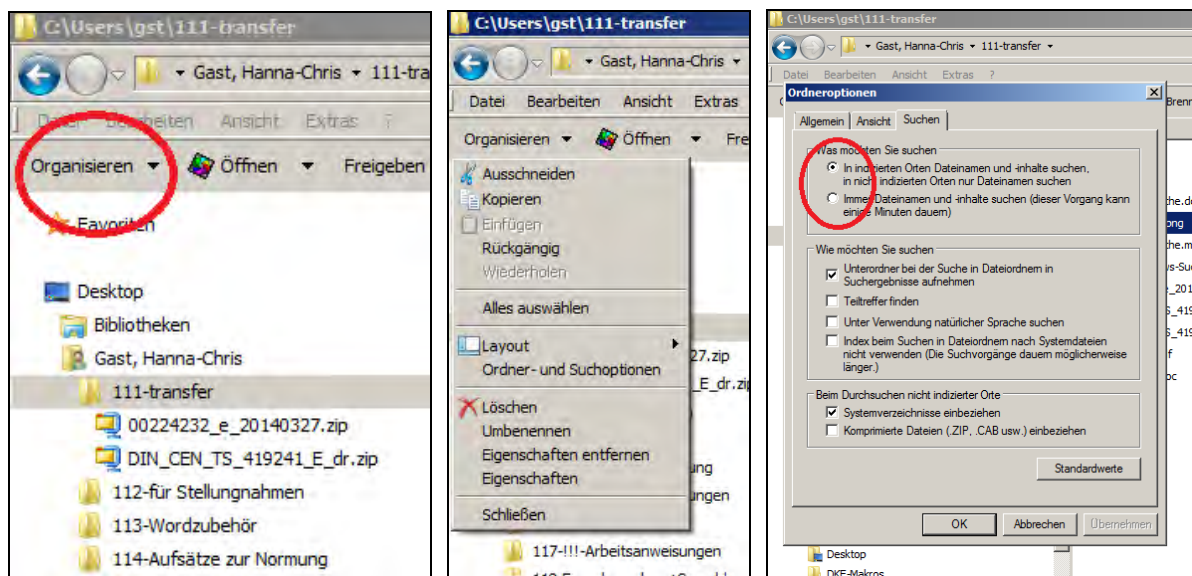 C:\Users\gst\111-transfer
Gast, Hanna-Chris 111-tra
Datei Bearbeiten Ansicht Extras ?
Organisieren Öffnen Freigeben
Favoriten
Desktop
Bibliotheken
Gast, Hanna-Chris
111-transfer
00224232_e_20140327.zip
DIN_CEN_TS_419241_E_dr.zip
112-für Stellungnahmen
113-Wordzubehör
114-Aufsätze zur Normung
C:\Users\gst\111-transfer
Gast, Hanna-Chris
Datei Bearbeiten Ansicht Extras
Organisieren Öffnen Fre
Ausschneiden
Kopieren
Einfügen
Rückgängig
Wiederholen
Alles auswählen
Layout
Ordner- und Suchoptionen
Löschen
Umbenennen
Eigenschaften entfernen
Eigenschaften
Schließen
27.zip
_E_dr.zip
ung
ungen
117-!!!-Arbeitsanweisungen
C:\Users\gst\111-transfer
Gast, Hanna-Chris 111-transfer
Datei Bearbeiten Ansicht Extras ?
Ordneroptionen
Brenn
Allgemein Ansicht Suchen
Was möchten Sie suchen
In indizierten Orten Dateinamen und -inhalte suchen,
in nicht indizierten Orten nur Dateinamen suchen
Immer Dateinamen und -inhalte suchen (dieser Vorgang kann
einige Minuten dauern)
Wie möchten Sie suchen
Unterordner bei der Suche in Dateiordnern in
Suchergebnisse aufnehmen
Teiltreffer finden
Unter Verwendung natürlicher Sprache suchen
Index beim Suchen in Dateiordnern nach Systemdateien
nicht verwenden (Die Suchvorgänge dauern möglicherweise
länger.)
Beim Durchsuchen nicht indizierter Orte
Systemverzeichnisse einbeziehen
Komprimierte Dateien (.ZIP, .CAB usw.) einbeziehen
Standardwerte
OK Abbrechen Übernehmen
Desktop
DKE-Makros